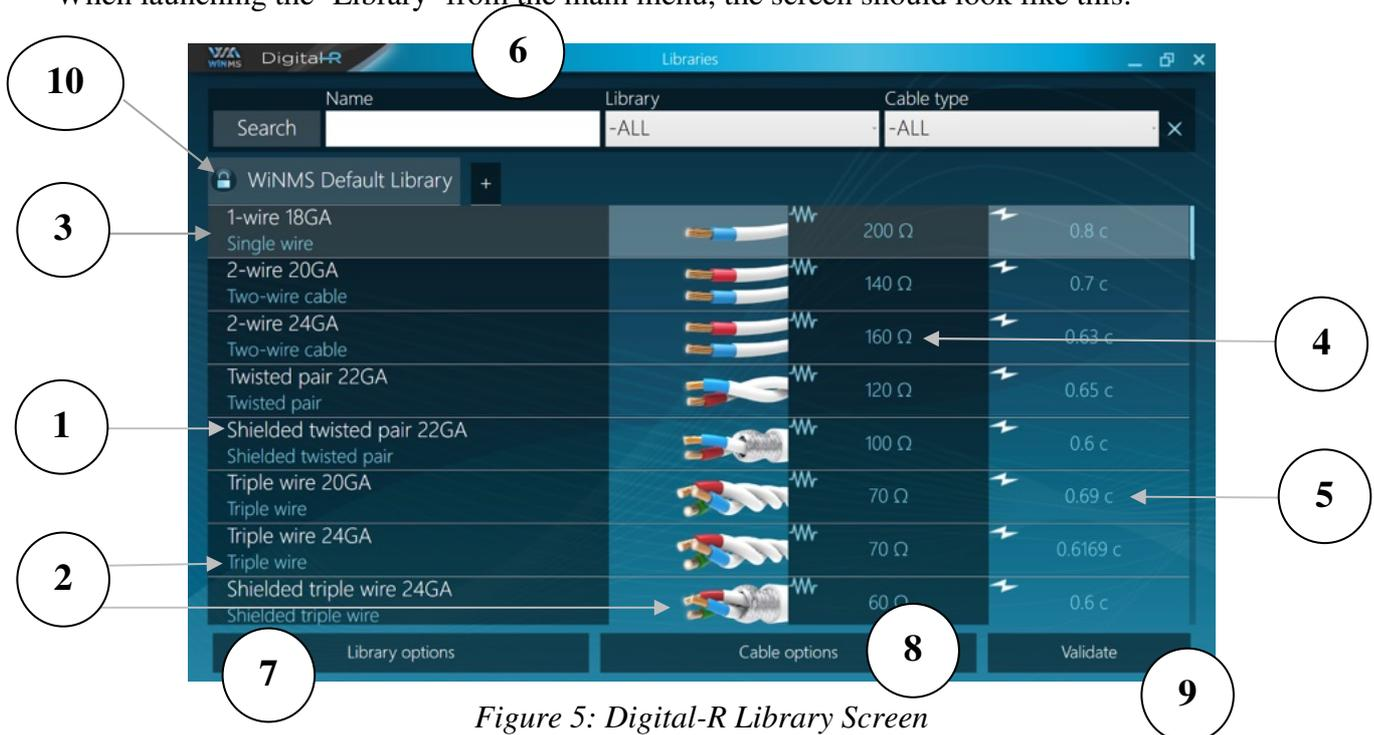 When launching the "Library" from the main menu, the screen should look like this:
6
10
WiNMS Digital-R Libraries
Name Library Cable type
Search -ALL -ALL
WiNMS Default Library +
3
1-wire 18GA 200 Ω 0.8 c
Single wire
2-wire 20GA 140 Ω 0.7 c
Two-wire cable
2-wire 24GA 160 Ω 0.63 c
Two-wire cable
4
Twisted pair 22GA 120 Ω 0.65 c
Twisted pair
1
Shielded twisted pair 22GA 100 Ω 0.6 c
Shielded twisted pair
Triple wire 20GA 70 Ω 0.69 c
Triple wire
5
Triple wire 24GA 70 Ω 0.6169 c
Triple wire
2
Shielded triple wire 24GA 60 Ω 0.6 c
Shielded triple wire
Library options Cable options Validate
7
8
9
Figure 5: Digital-R Library Screen